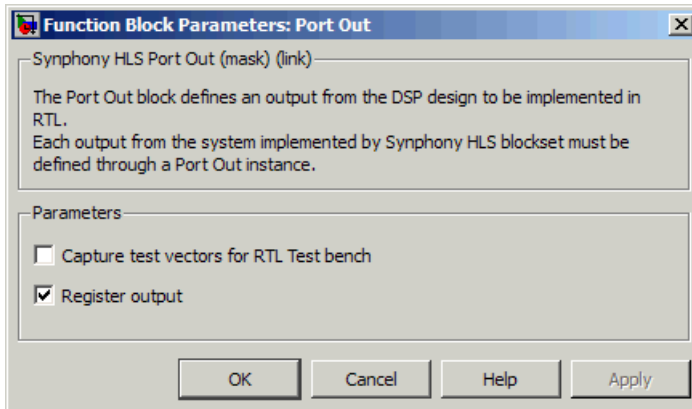 Function Block Parameters: Port Out
Synphony HLS Port Out (mask) (link)
The Port Out block defines an output from the DSP design to be implemented in
RTL.
Each output from the system implemented by Synphony HLS blockset must be
defined through a Port Out instance.
Parameters
Capture test vectors for RTL Test bench
Register output
OK Cancel Help Apply